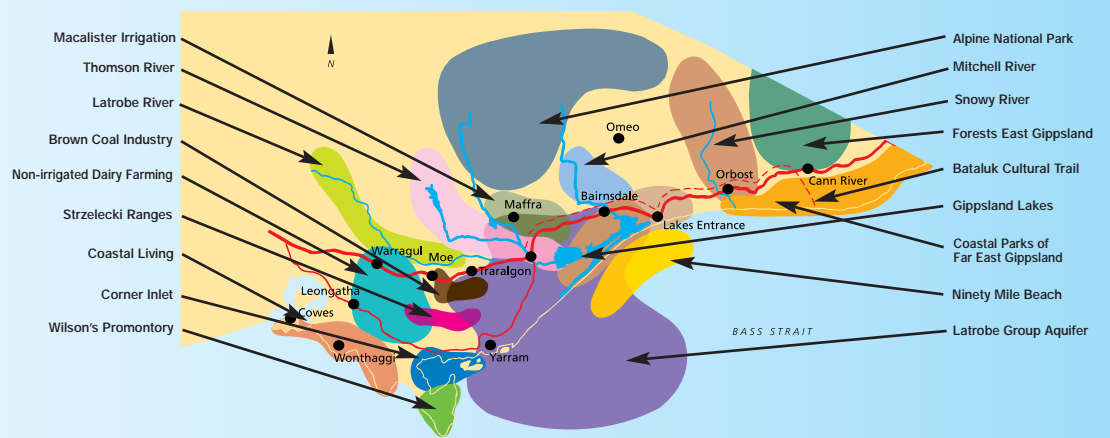 Macalister Irrigation
Thomson River
Latrobe River
Brown Coal Industry
Non-irrigated Dairy Farming
Strzelecki Ranges
Coastal Living
Corner Inlet
Wilson's Promontory
N
Omeo
Orbost
Cann River
Bairnsdale
Maffra
Lakes Entrance
Warragul
Moe
Traralgon
Leongatha
Cowes
Wonthaggi
Yarram
BASS STRAIT
Alpine National Park
Mitchell River
Snowy River
Forests East Gippsland
Bataluk Cultural Trail
Gippsland Lakes
Coastal Parks of
Far East Gippsland
Ninety Mile Beach
Latrobe Group Aquifer